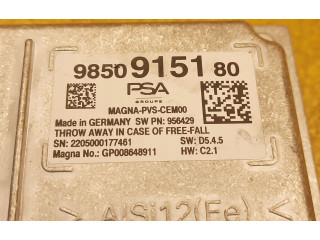 9850 9151 80
PSA
GROUPE
MAGNA-PVS-CEM00
Made in GERMANY SW PN: 956429
THROW AWAY IN CASE OF FREE-FALL
SN: 2205000177461 SW: D5.4.5
Magna No.: GP008648911 HW: C2.1
> AlSi12(Fe) <